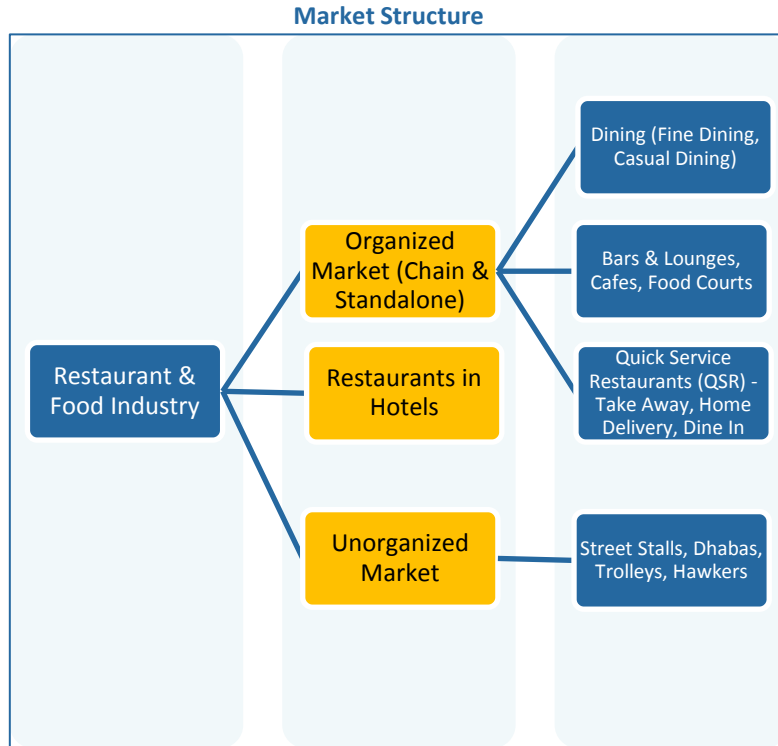 Market Structure
Restaurant &
Food Industry
Organized
Market (Chain &
Standalone)
Restaurants in
Hotels
Unorganized
Market
Dining (Fine Dining,
Casual Dining)
Bars & Lounges,
Cafes, Food Courts
Quick Service
Restaurants (QSR) -
Take Away, Home
Delivery, Dine In
Street Stalls, Dhabas,
Trolleys, Hawkers